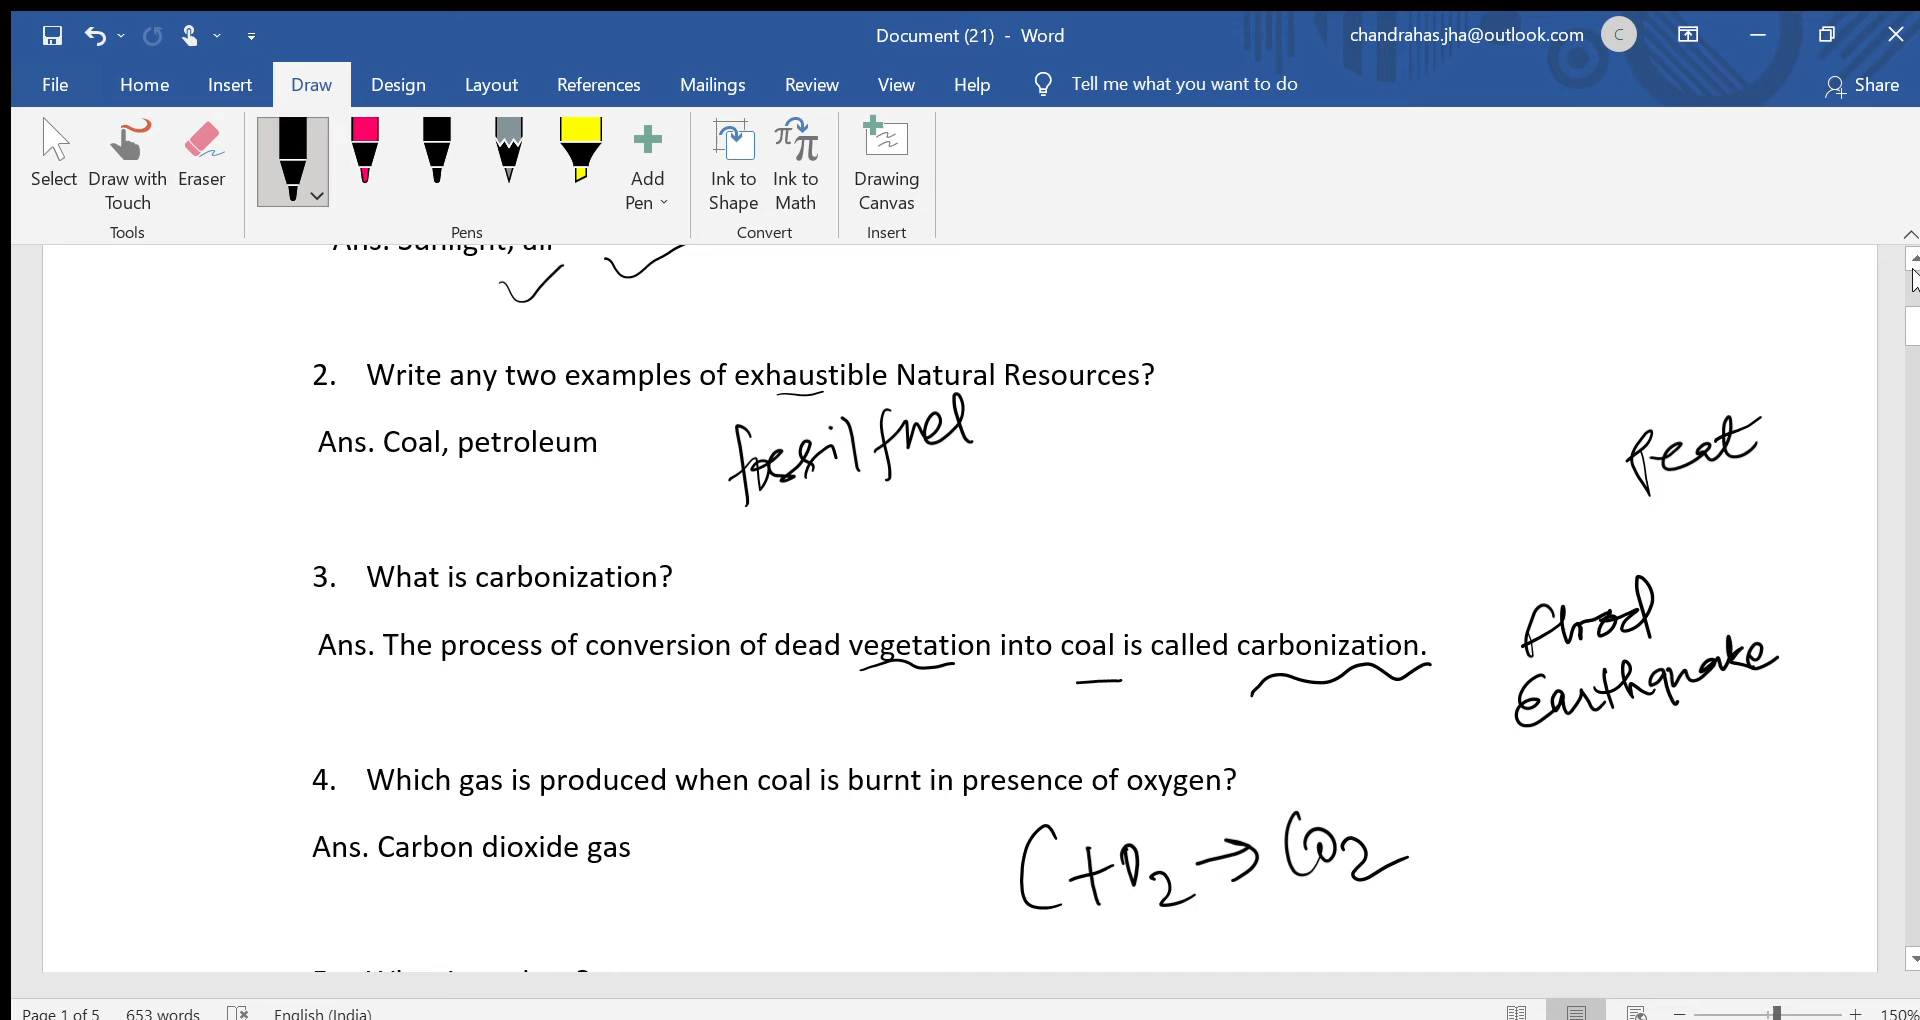 Document (21) - Word
chandrahas.jha@outlook.com
C
File Home Insert Draw Design Layout References Mailings Review View Help Tell me what you want to do
Share
Select
Draw with Touch
Eraser
Add Pen
Ink to Shape
Ink to Math
Drawing Canvas
Tools Pens Convert Insert
Ans. Sunlight, air
2. Write any two examples of exhaustible Natural Resources?
Ans. Coal, petroleum
fossil fuel
Peat
3. What is carbonization?
Ans. The process of conversion of dead vegetation into coal is called carbonization.
flood
Earthquake
4. Which gas is produced when coal is burnt in presence of oxygen?
Ans. Carbon dioxide gas
C+O2→CO2
Page 1 of 5 653 words English (India) 150%